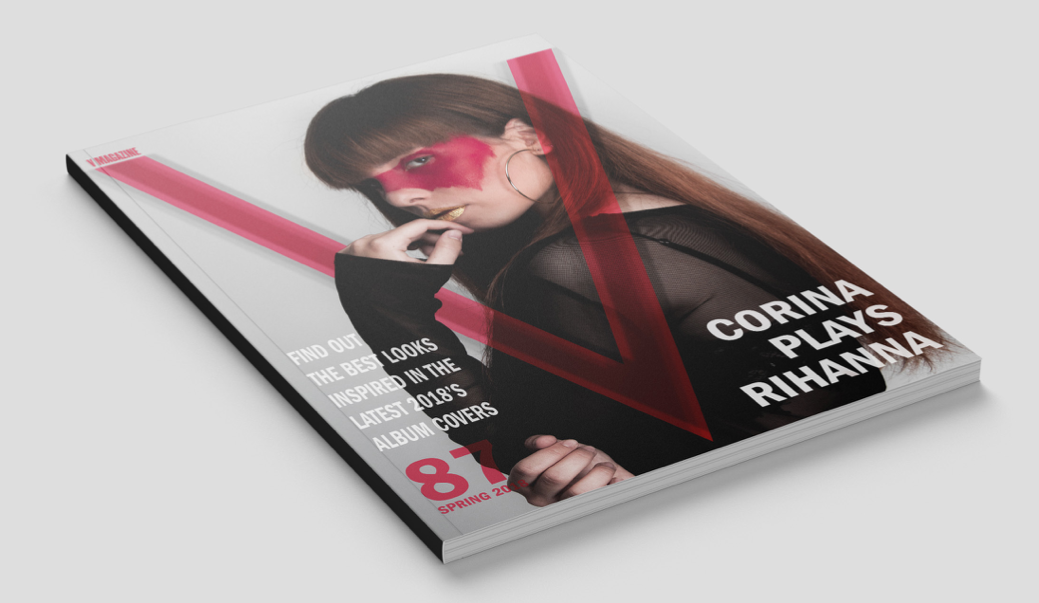 V MAGAZINE
FIND OUT
THE BEST LOOKS
INSPIRED IN THE
LATEST 2018'S
ALBUM COVERS
87
SPRING
CORINA
PLAYS
RIHANNA